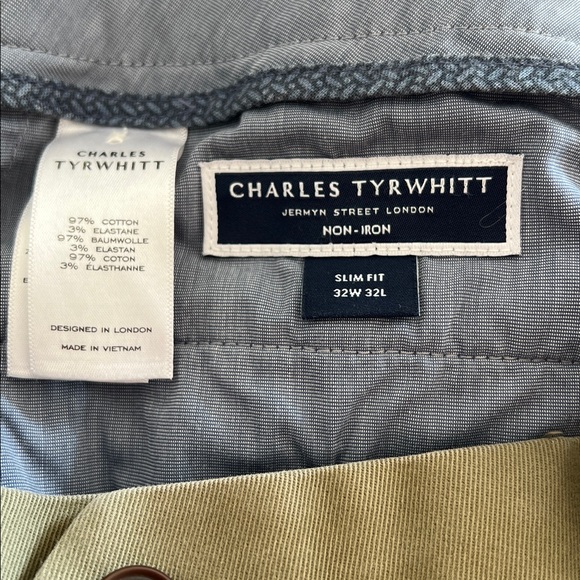 CHARLES
TYRWHITT
97% COTTON
3% ELASTANE
97% BAUMWOLLE
3% ELASTAN
97% COTON
3% ÉLASTHANNE
DESIGNED IN LONDON
MADE IN VIETNAM
CHARLES TYRWHITT
JERMYN STREET LONDON
NON-IRON
SLIM FIT
32W 32L